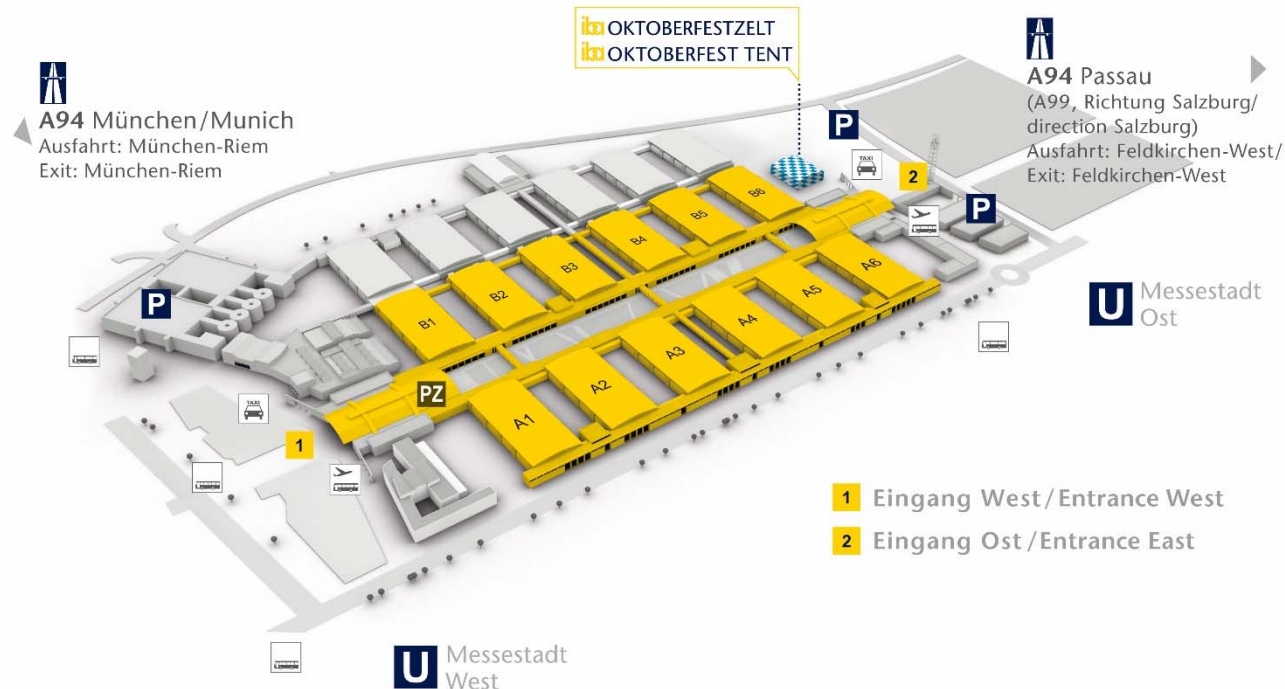 iba OKTOBERFESTZELT
iba OKTOBERFEST TENT
A94 München/Munich
Ausfahrt: München-Riem
Exit: München-Riem
A94 Passau
(A99, Richtung Salzburg/
direction Salzburg)
Ausfahrt: Feldkirchen-West/
Exit: Feldkirchen-West
P
TAXI
2
P
B6
B5
B4
B3
B2
B1
A6
A5
A4
A3
A2
A1
P
PZ
TAXI
1
U Messestadt
Ost
1 Eingang West/Entrance West
2 Eingang Ost/Entrance East
U Messestadt
West